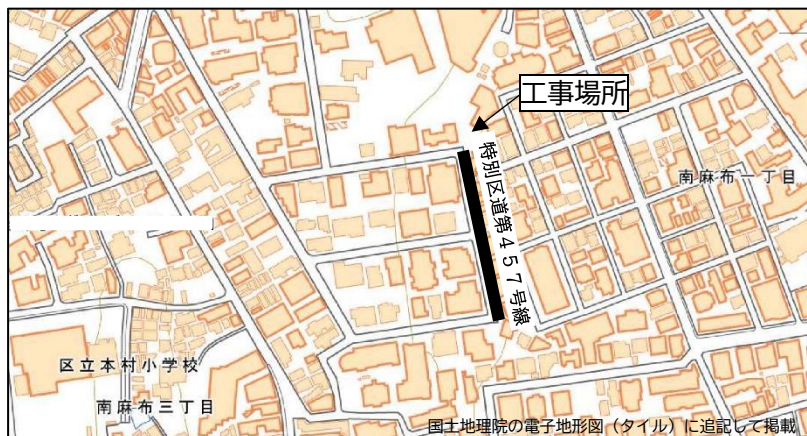 工事場所
特別区道第457号線
南麻布一丁目
区立本村小学校
南麻布三丁目
国土地理院の電子地形図（タイル）に追記して掲載